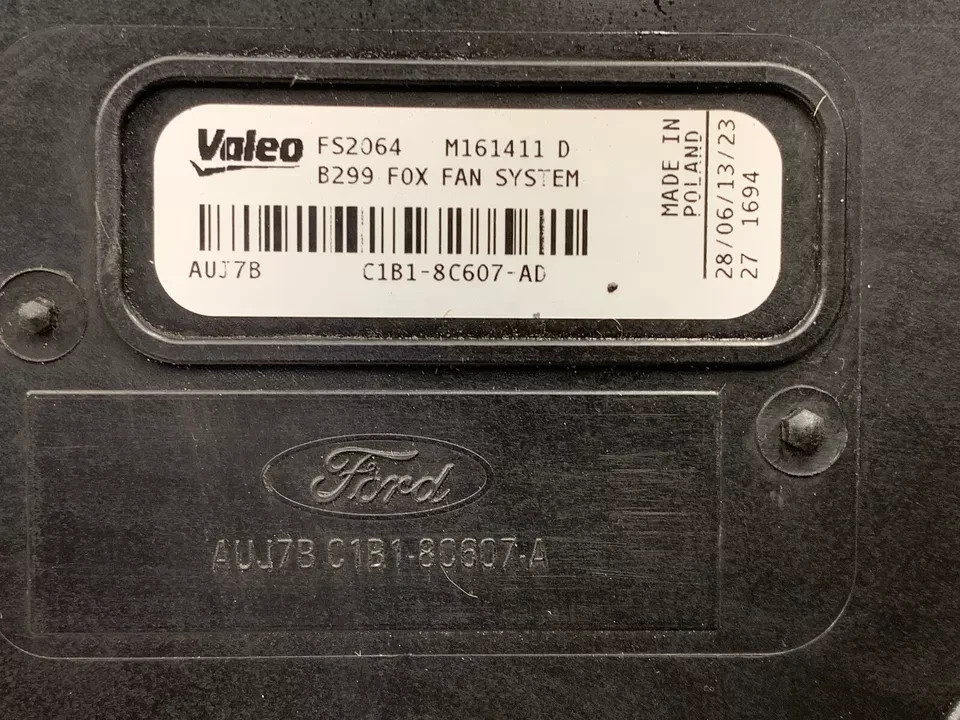 Valeo FS2064 M161411 D
B299 FOX FAN SYSTEM
AUJ7B C1B1-8C607-AD
MADE IN
POLAND
28/06/13/23
27 1694
Ford
AUJ7B C1B1-8C607-A